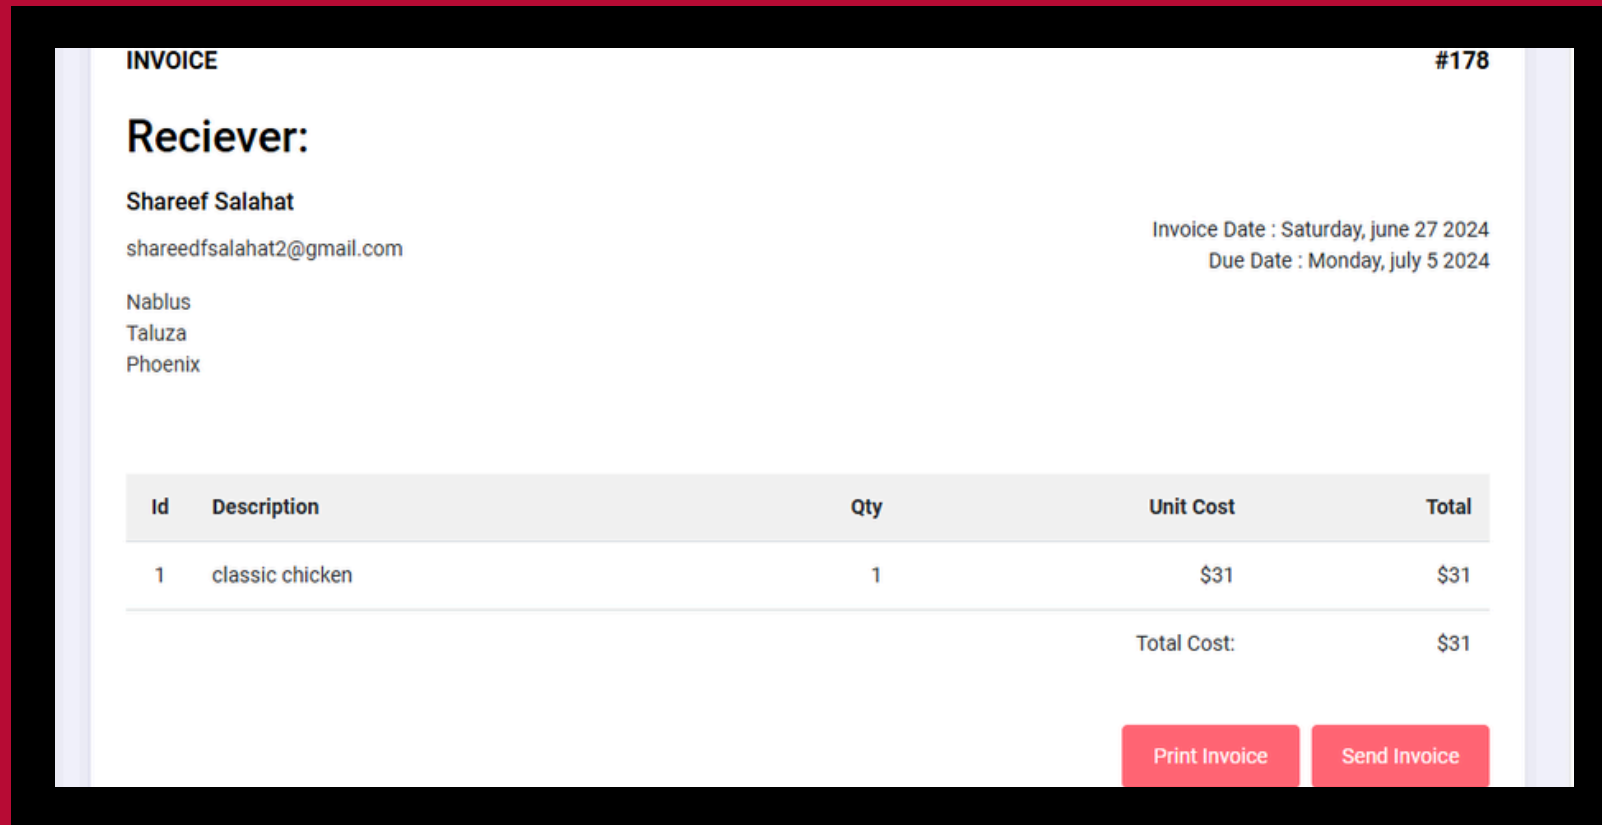 INVOICE #178
Reciever:
Shareef Salahat
shareedfsalahat2@gmail.com
Invoice Date : Saturday, june 27 2024
Due Date : Monday, july 5 2024
Nablus
Taluza
Phoenix
Id Description Qty Unit Cost Total
1 classic chicken 1 $31 $31
Total Cost: $31
Print Invoice Send Invoice